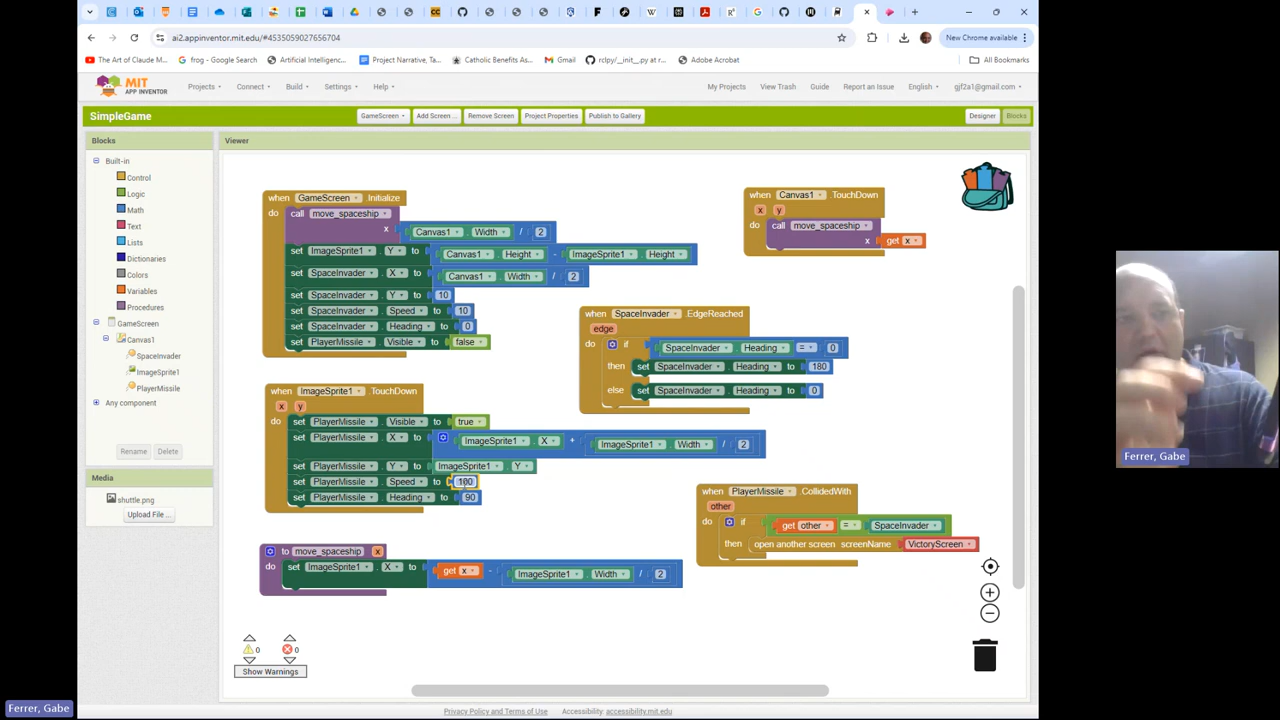 ai2.appinventor.mit.edu/#4535059027656704
New Chrome available
The Art of Claude M...
frog - Google Search
Artificial Intelligenc...
Project Narrative, Ta...
Catholic Benefits As...
Gmail
rclpy/__init__.py at r...
Adobe Acrobat
All Bookmarks
MIT
APP INVENTOR
Projects
Connect
Build
Settings
Help
My Projects
View Trash
Guide
Report an Issue
English
gjf2a1@gmail.com
SimpleGame
GameScreen
Add Screen ...
Remove Screen
Project Properties
Publish to Gallery
Designer
Blocks
Blocks
Viewer
Built-in
Control
Logic
Math
Text
Lists
Dictionaries
Colors
Variables
Procedures
GameScreen
Canvas1
SpaceInvader
ImageSprite1
PlayerMissile
Any component
Rename
Delete
Media
shuttle.png
Upload File ...
when GameScreen .Initialize
do call move_spaceship
x Canvas1 . Width / 2
set ImageSprite1 . Y to Canvas1 . Height - ImageSprite1 . Height
set SpaceInvader . X to Canvas1 . Width / 2
set SpaceInvader . Y to 10
set SpaceInvader . Speed to 10
set SpaceInvader . Heading to 0
set PlayerMissile . Visible to false
when Canvas1 .TouchDown
x y
do call move_spaceship
x get x
when SpaceInvader .EdgeReached
edge
do if SpaceInvader . Heading = 0
then set SpaceInvader . Heading to 180
else set SpaceInvader . Heading to 0
when ImageSprite1 .TouchDown
x y
do set PlayerMissile . Visible to true
set PlayerMissile . X to ImageSprite1 . X + ImageSprite1 . Width / 2
set PlayerMissile . Y to ImageSprite1 . Y
set PlayerMissile . Speed to 100
set PlayerMissile . Heading to 90
when PlayerMissile .CollidedWith
other
do if get other = SpaceInvader
then open another screen screenName VictoryScreen
to move_spaceship x
do set ImageSprite1 . X to get x - ImageSprite1 . Width / 2
0 0
Show Warnings
Privacy Policy and Terms of Use Accessibility: accessibility.mit.edu
Ferrer, Gabe
Ferrer, Gabe